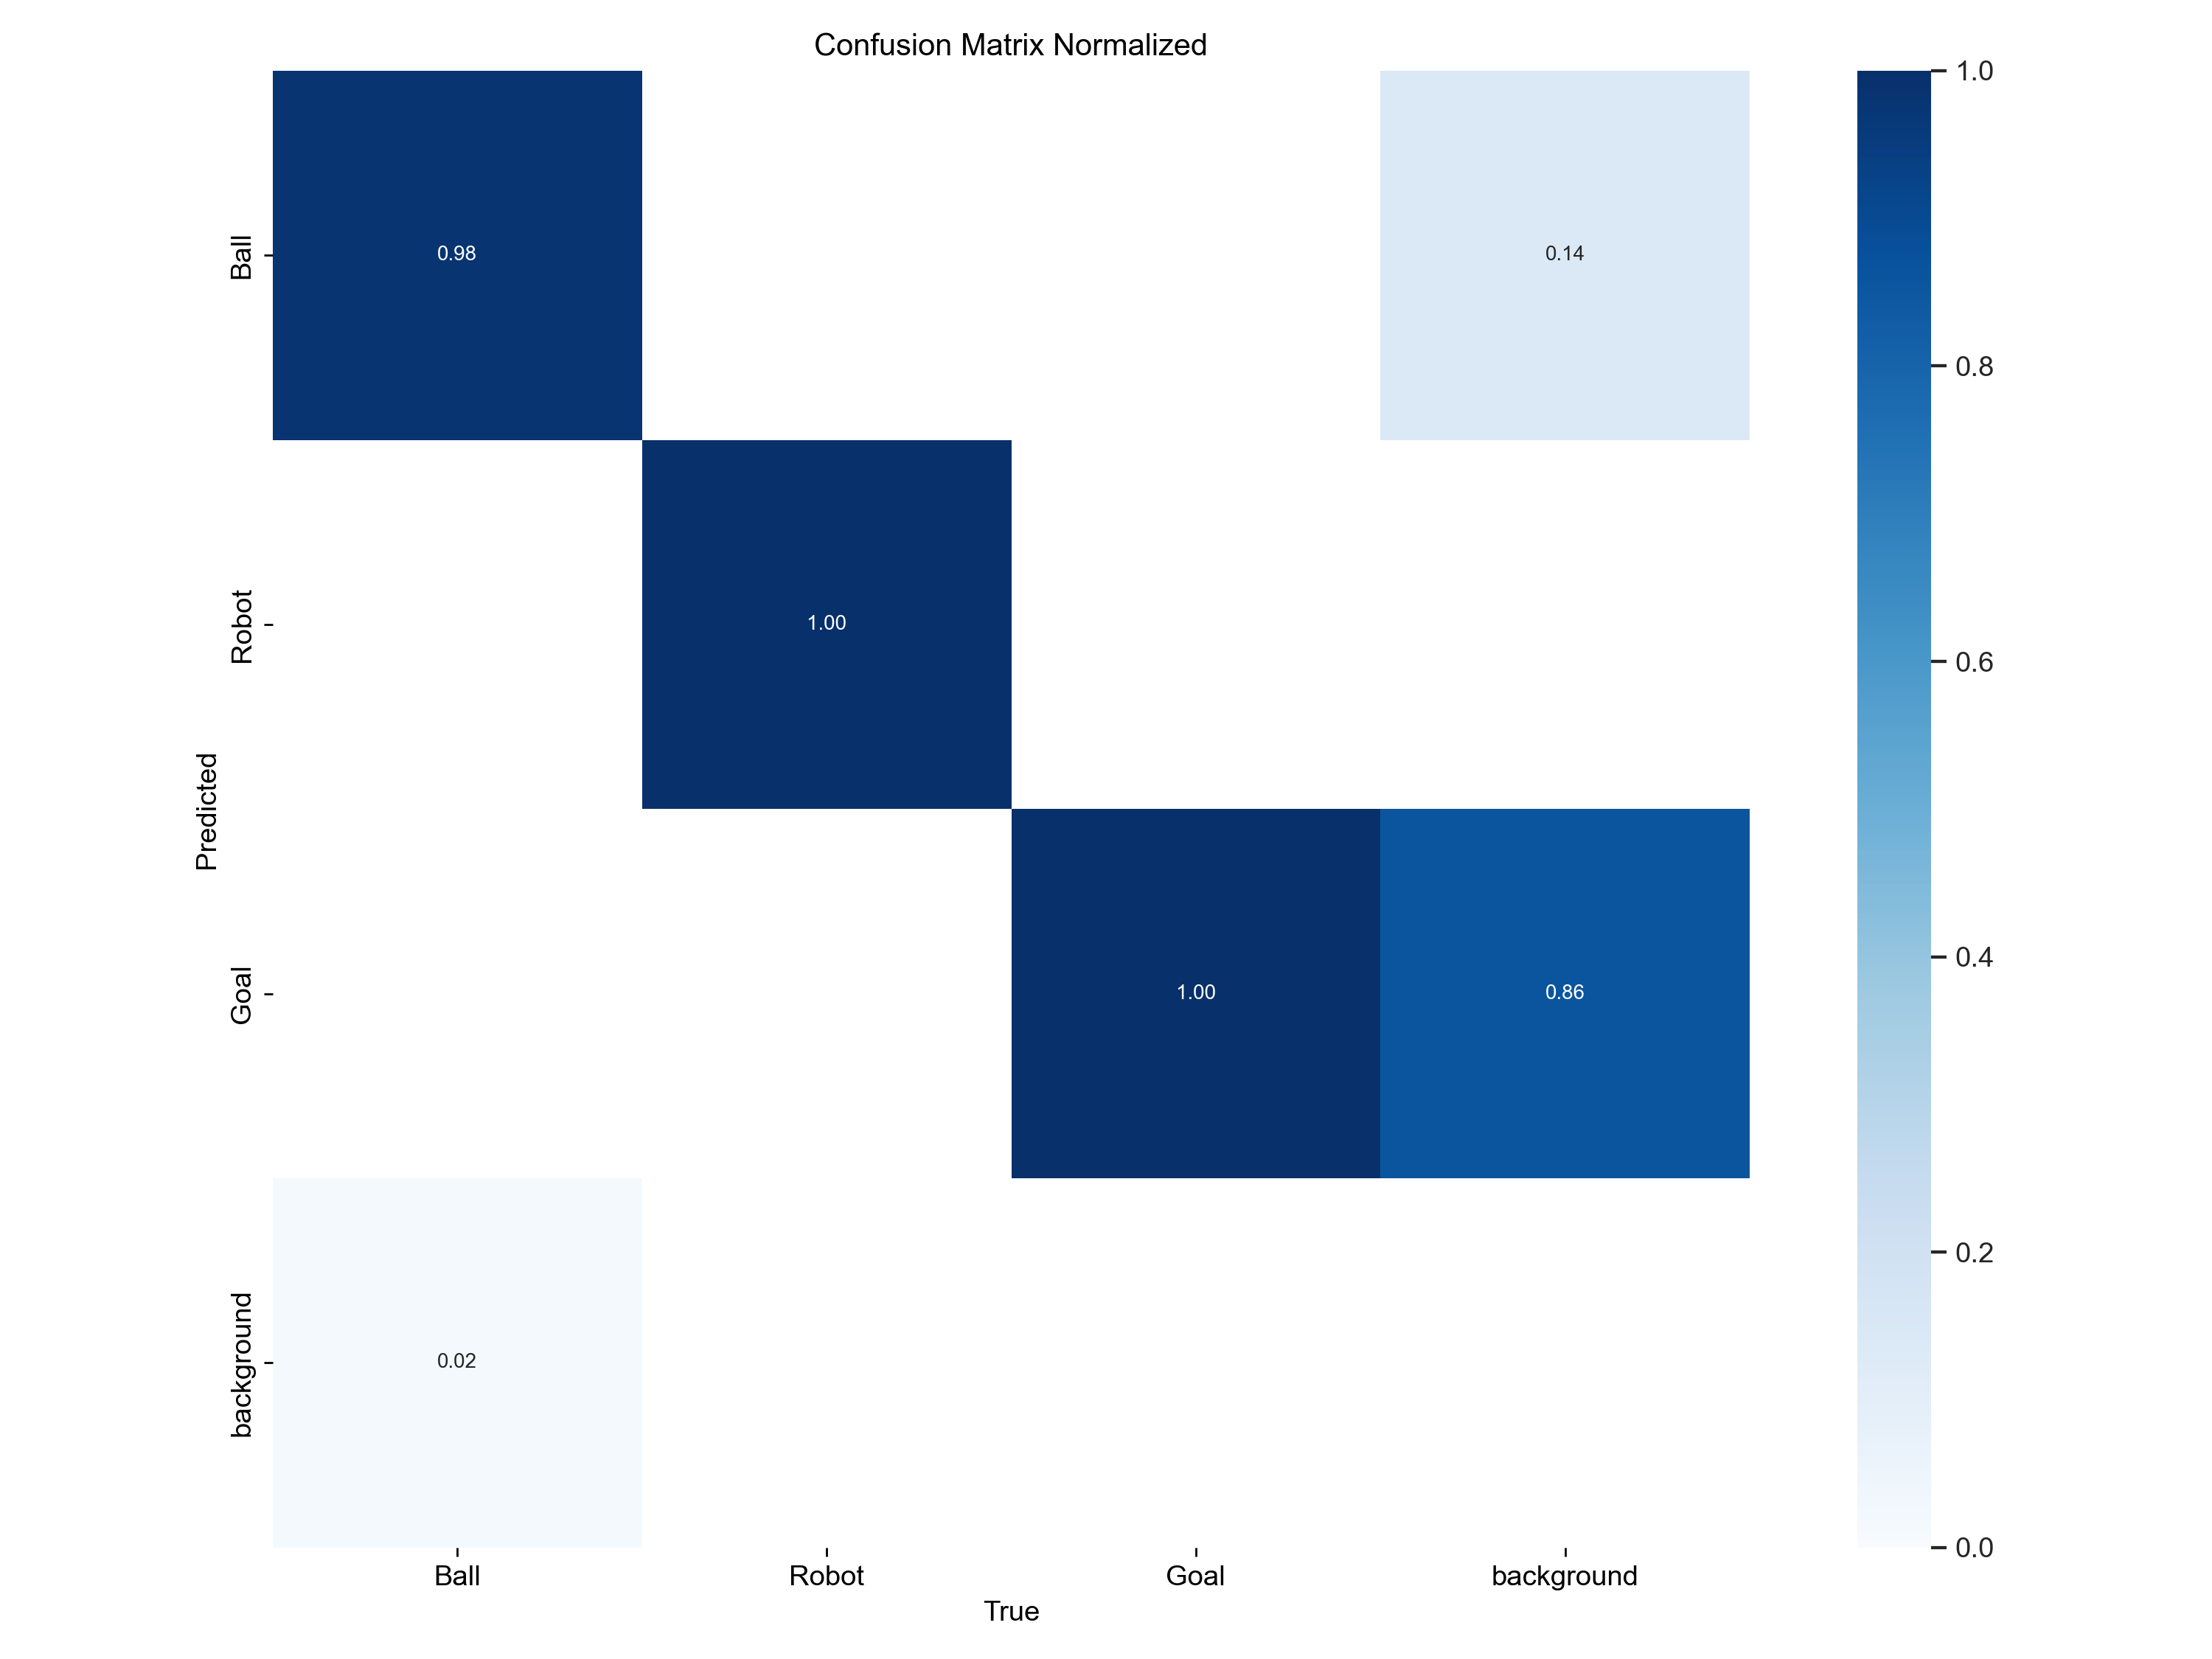 Confusion Matrix Normalized
Ball
Robot
Goal
background
Predicted
0.98
0.14
1.00
1.00
0.86
0.02
Ball
Robot
Goal
background
True
1.0
0.8
0.6
0.4
0.2
0.0